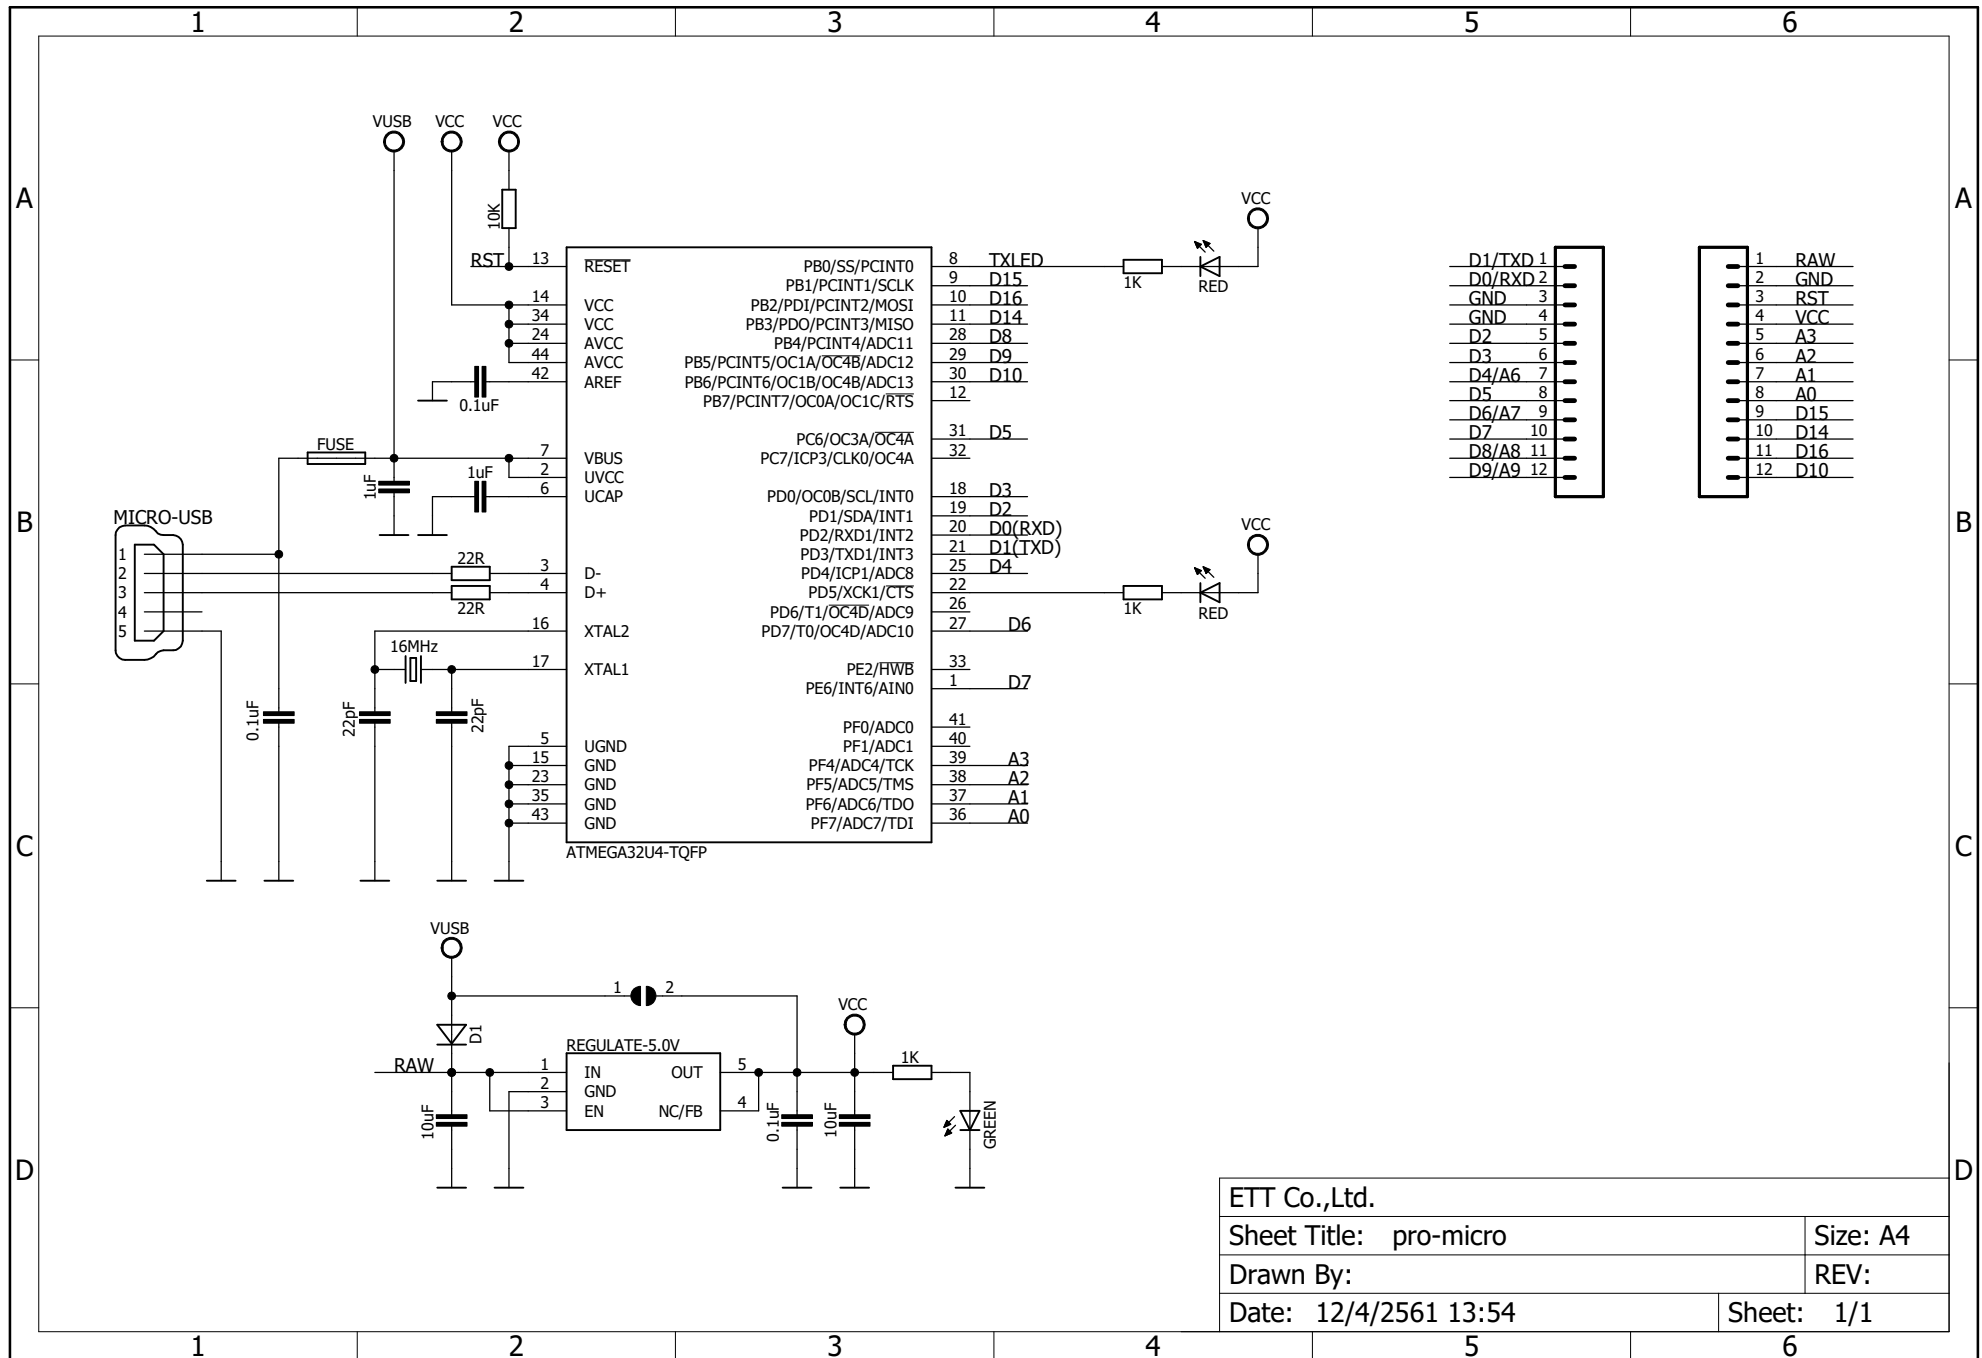 1 2 3 4 5 6
A A
B B
C C
D D
VUSB VCC VCC
10K
RST 13 RESET
14 VCC
34 VCC
24 AVCC
44 AVCC
42 AREF
0.1uF
FUSE
7 VBUS
2 UVCC
6 UCAP
1uF
1uF
MICRO-USB
1
2
3
4
5
22R
3 D-
4 D+
22R
16 XTAL2
16MHz
17 XTAL1
0.1uF
22pF
22pF
5 UGND
15 GND
23 GND
35 GND
43 GND
ATMEGA32U4-TQFP
PB0/SS/PCINT0 8 TXLED
PB1/PCINT1/SCLK 9 D15
PB2/PDI/PCINT2/MOSI 10 D16
PB3/PDO/PCINT3/MISO 11 D14
PB4/PCINT4/ADC11 28 D8
PB5/PCINT5/OC1A/OC4B/ADC12 29 D9
PB6/PCINT6/OC1B/OC4B/ADC13 30 D10
PB7/PCINT7/OC0A/OC1C/RTS 12
PC6/OC3A/OC4A 31 D5
PC7/ICP3/CLK0/OC4A 32
PD0/OC0B/SCL/INT0 18 D3
PD1/SDA/INT1 19 D2
PD2/RXD1/INT2 20 D0(RXD)
PD3/TXD1/INT3 21 D1(TXD)
PD4/ICP1/ADC8 25 D4
PD5/XCK1/CTS 22
PD6/T1/OC4D/ADC9 26
PD7/T0/OC4D/ADC10 27 D6
PE2/HWB 33
PE6/INT6/AIN0 1 D7
PF0/ADC0 41
PF1/ADC1 40
PF4/ADC4/TCK 39 A3
PF5/ADC5/TMS 38 A2
PF6/ADC6/TDO 37 A1
PF7/ADC7/TDI 36 A0
VCC
1K
RED
VCC
1K
RED
D1/TXD 1
D0/RXD 2
GND 3
GND 4
D2 5
D3 6
D4/A6 7
D5 8
D6/A7 9
D7 10
D8/A8 11
D9/A9 12
1 RAW
2 GND
3 RST
4 VCC
5 A3
6 A2
7 A1
8 A0
9 D15
10 D14
11 D16
12 D10
VUSB
1 2
VCC
D1
REGULATE-5.0V
RAW
1 IN OUT 5
2 GND
3 EN NC/FB 4
1K
10uF
0.1uF
10uF
GREEN
ETT Co.,Ltd.
Sheet Title: pro-micro Size: A4
Drawn By: REV:
Date: 12/4/2561 13:54 Sheet: 1/1
1 2 3 4 5 6